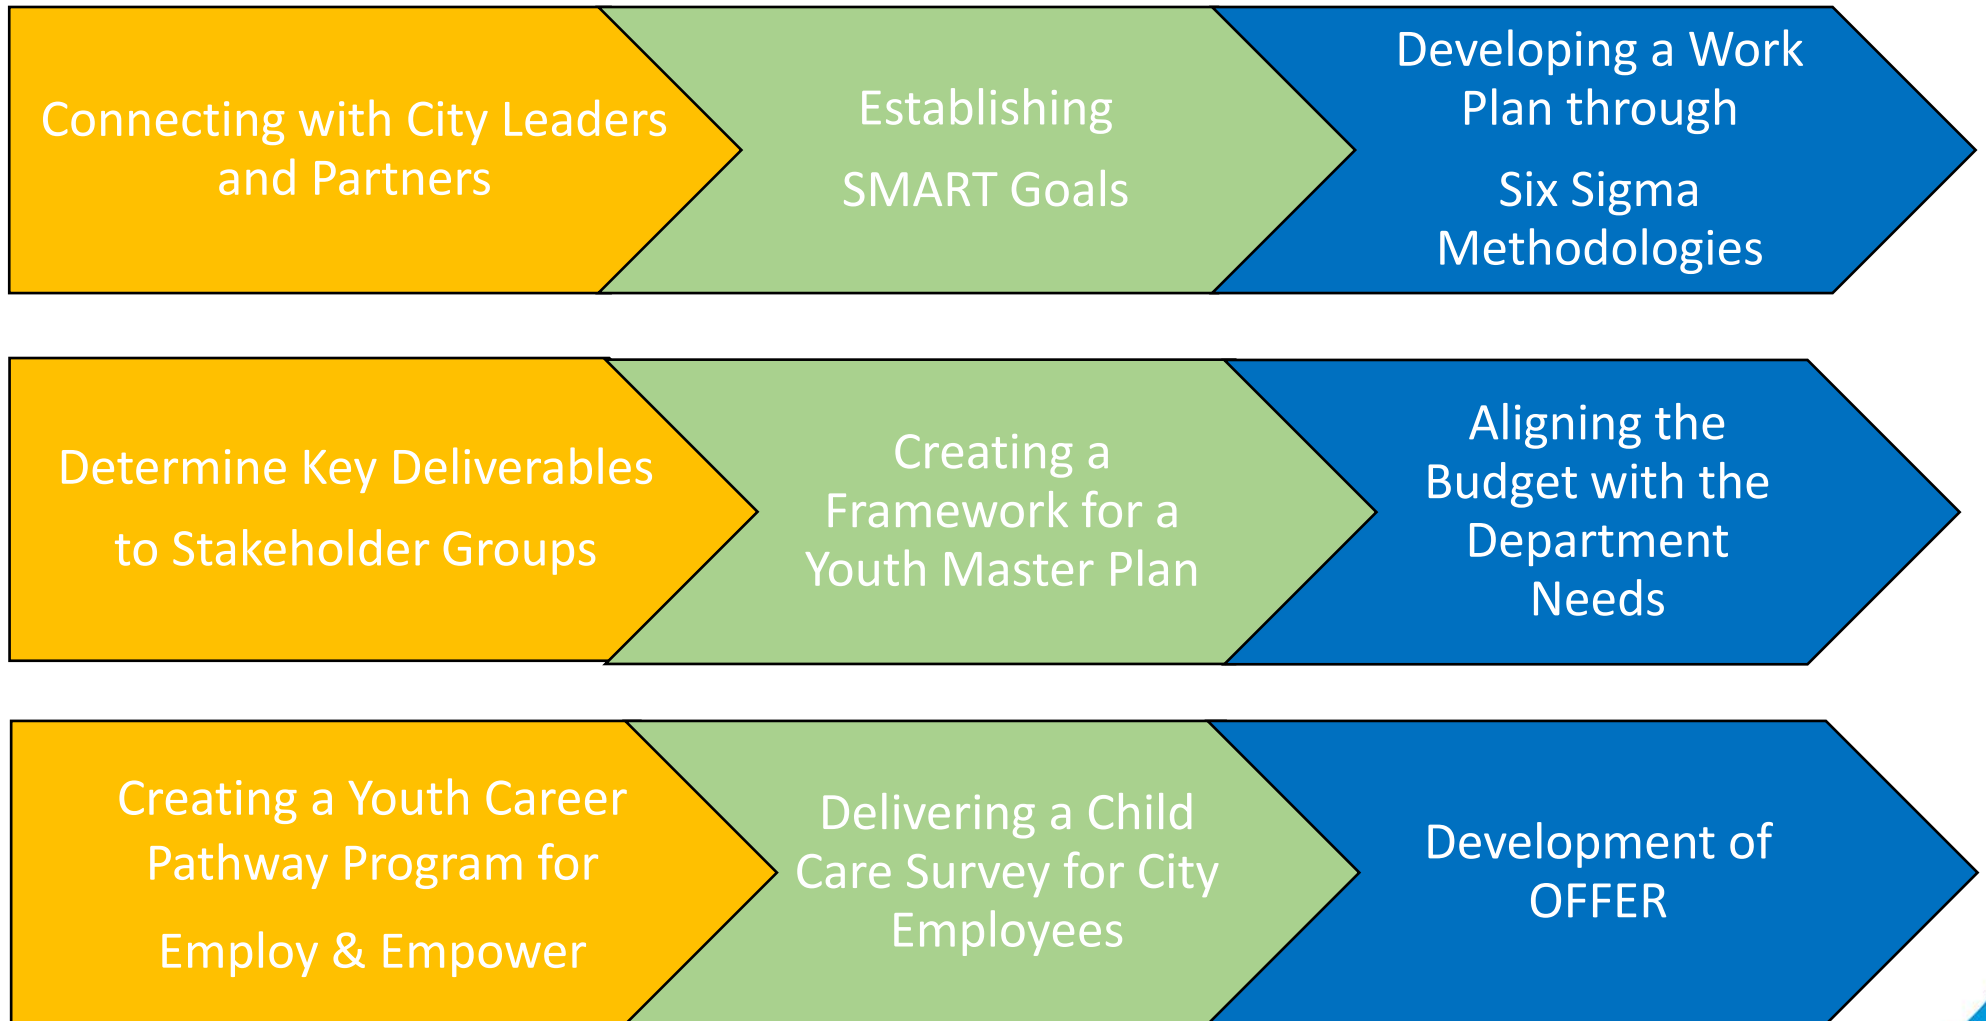 Connecting with City Leaders
and Partners
Establishing
SMART Goals
Developing a Work
Plan through
Six Sigma
Methodologies
Determine Key Deliverables
to Stakeholder Groups
Creating a
Framework for a
Youth Master Plan
Aligning the
Budget with the
Department
Needs
Creating a Youth Career
Pathway Program for
Employ & Empower
Delivering a Child
Care Survey for City
Employees
Development of
OFFER